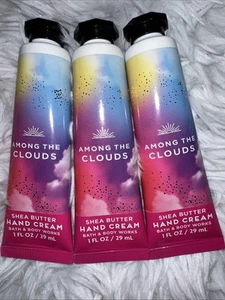 AMONG THE
CLOUDS
SHEA BUTTER
HAND CREAM
BATH & BODY WORKS
1 FL OZ / 29 mL
AMONG THE
CLOUDS
SHEA BUTTER
HAND CREAM
BATH & BODY WORKS
1 FL OZ / 29 mL
AMONG THE
CLOUDS
SHEA BUTTER
HAND CREAM
BATH & BODY WORKS
1 FL OZ / 29 mL